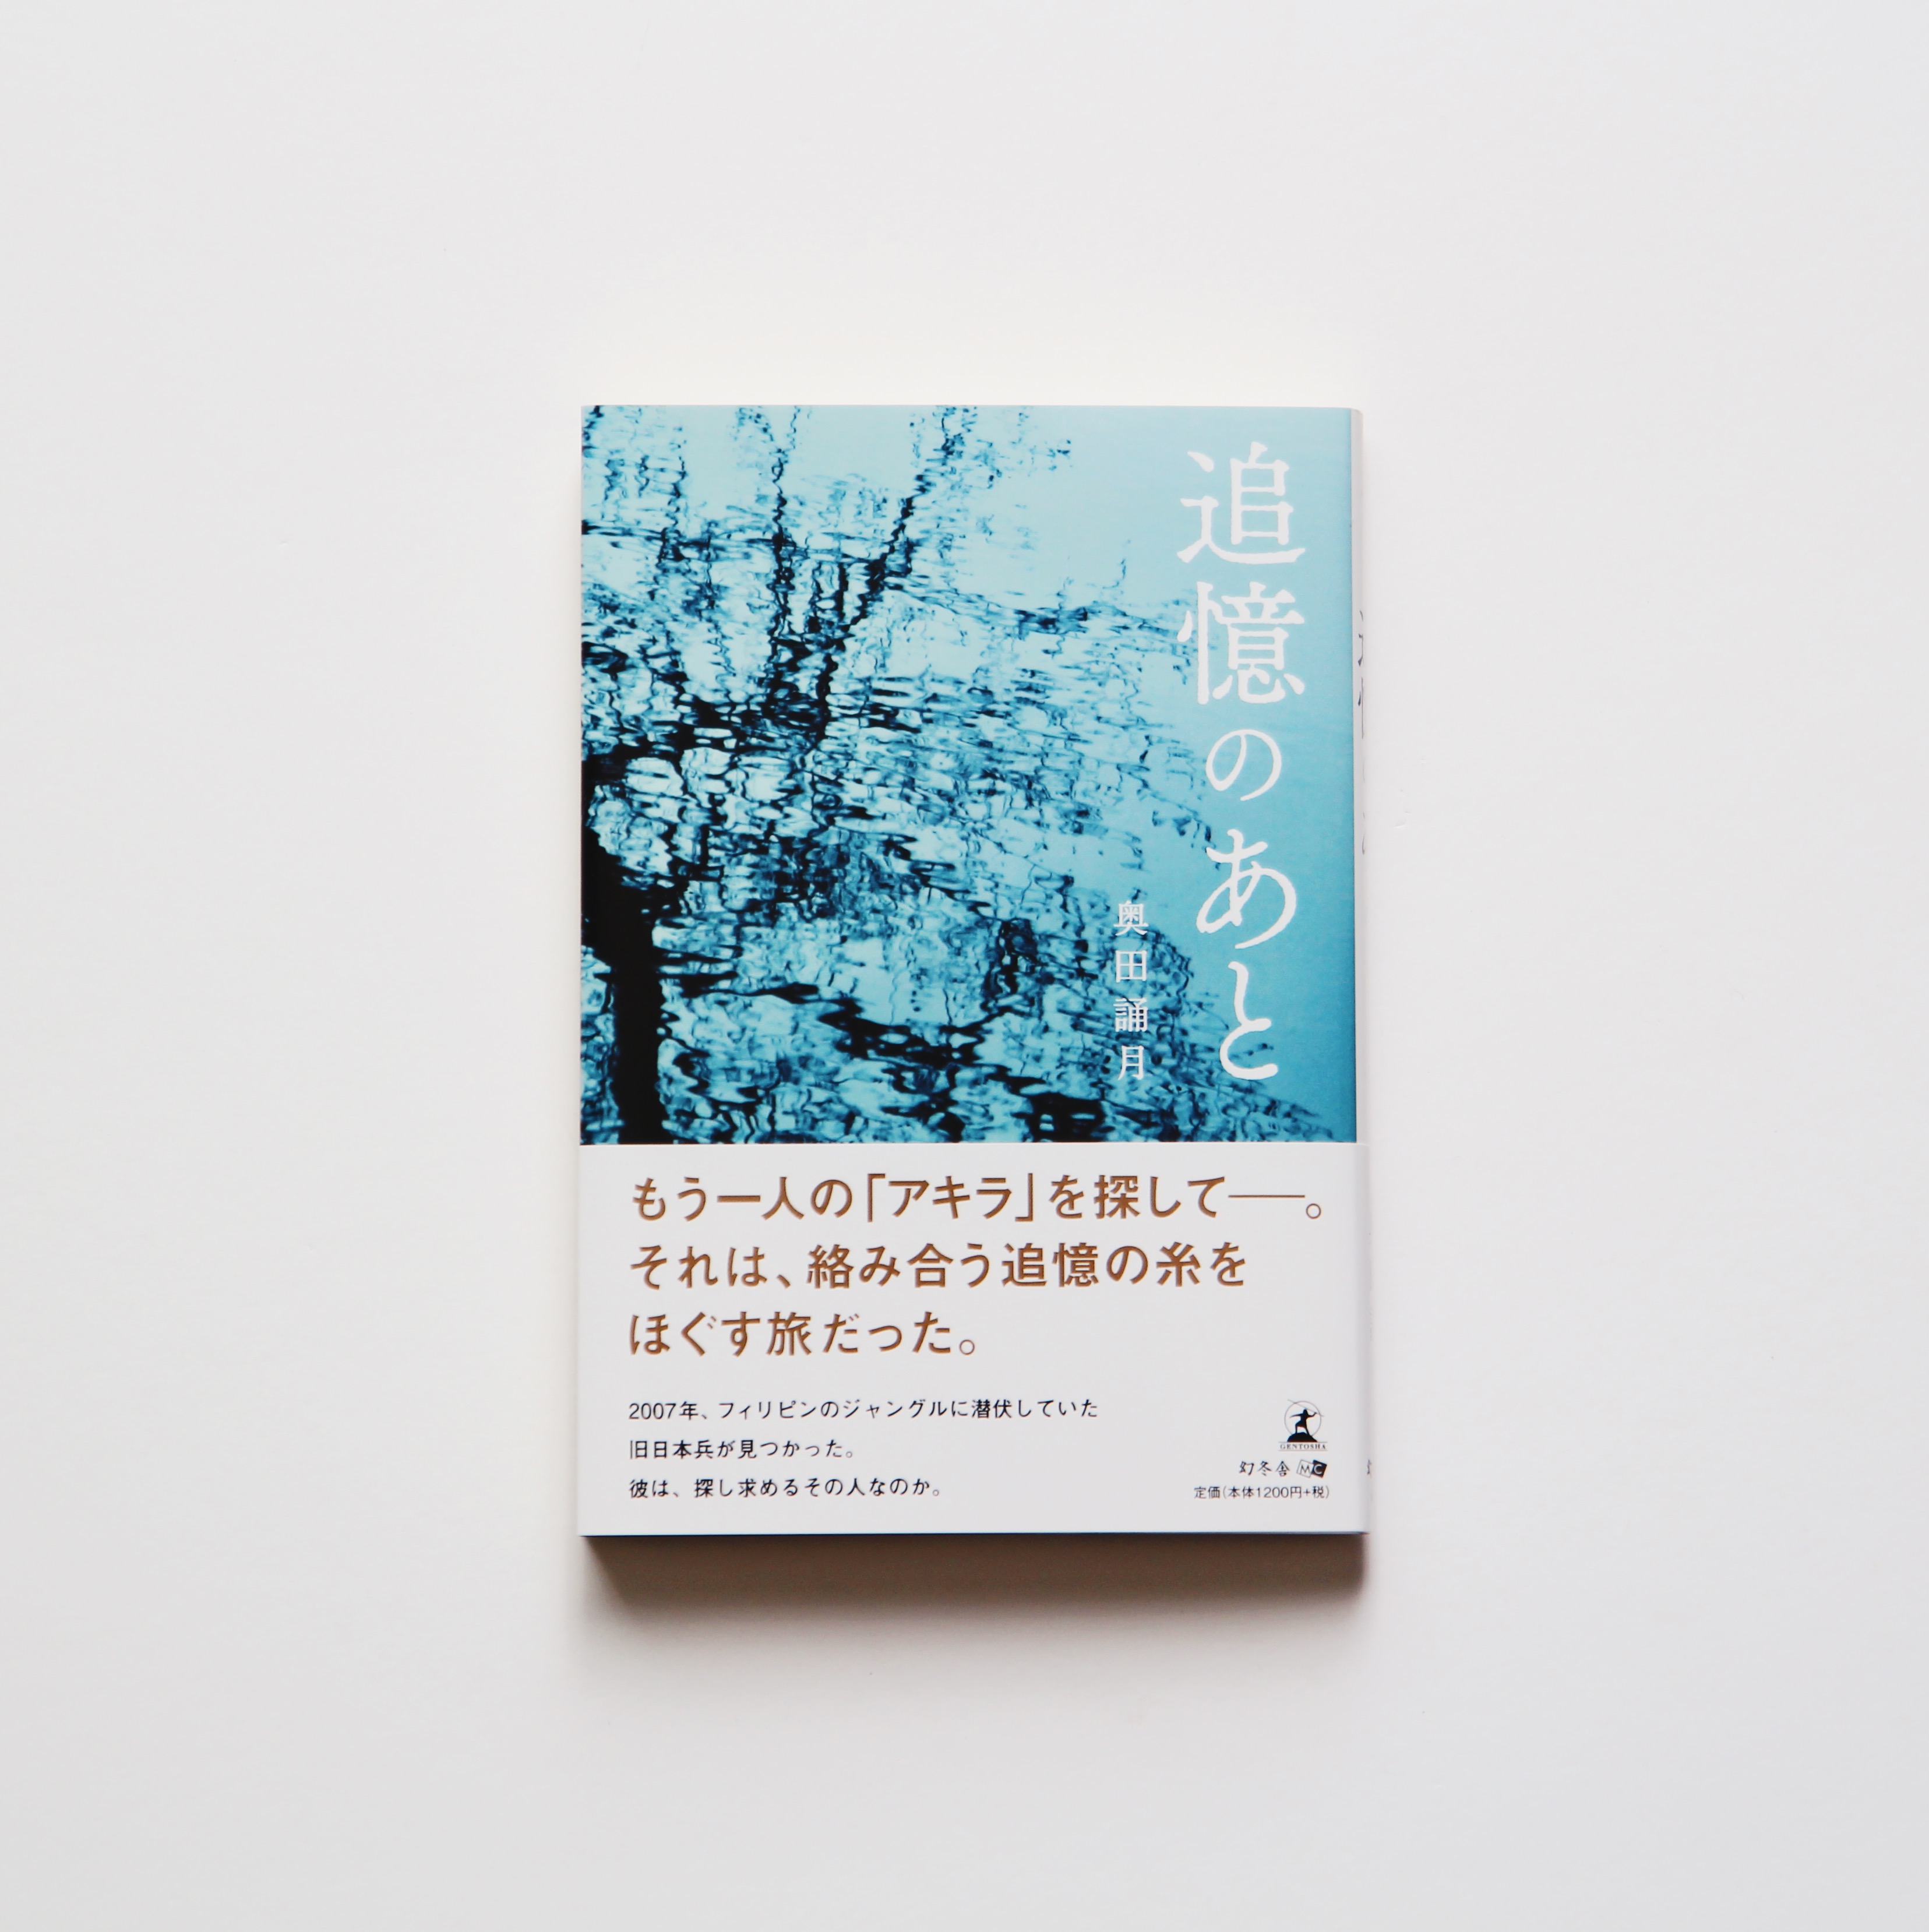 追憶のあと
奥田誦月
もう一人の「アキラ」を探して――。
それは、絡み合う追憶の糸を
ほぐす旅だった。
2007年、フィリピンのジャングルに潜伏していた
旧日本兵が見つかった。
彼は、探し求めるその人なのか。
GENTOSHA
幻冬舎 MC
定価(本体1200円+税)